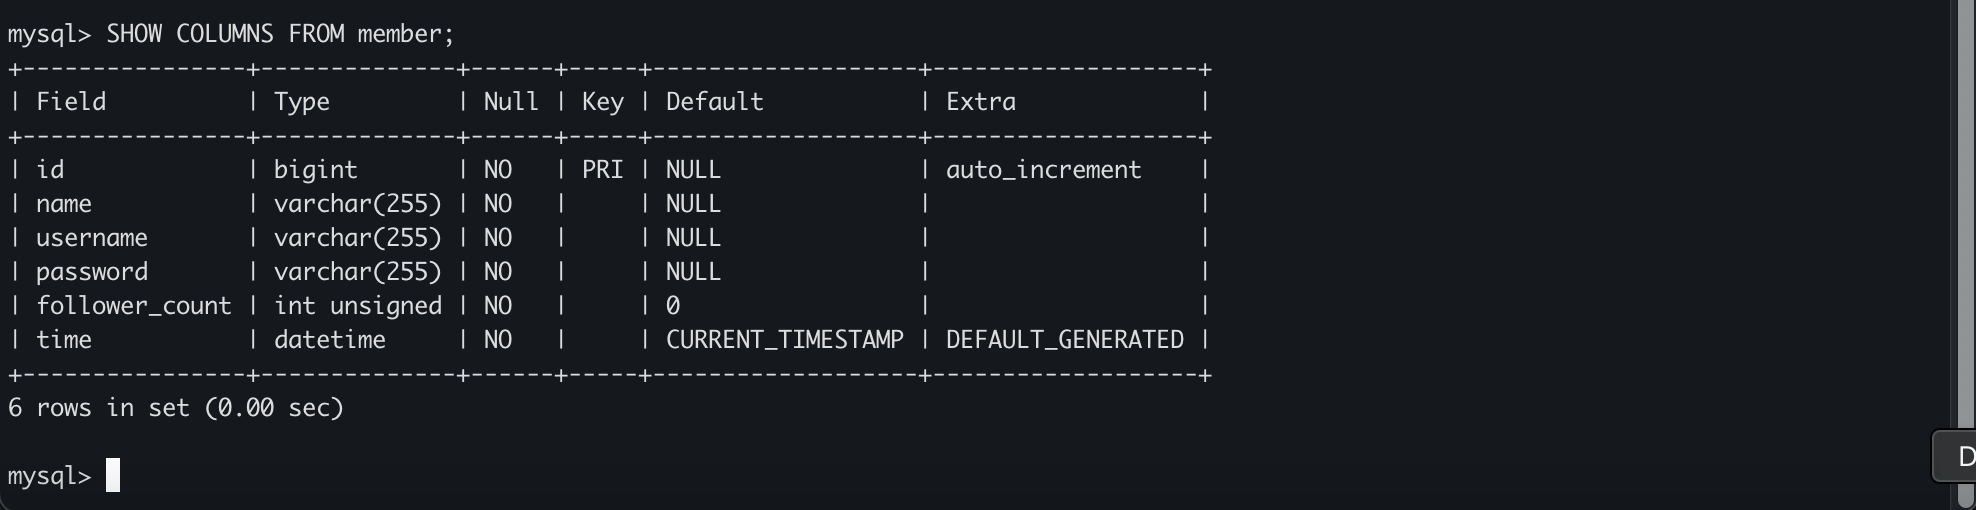 mysql> SHOW COLUMNS FROM member;
+----------------+--------------+------+-----+-------------------+-------------------+
| Field          | Type         | Null | Key | Default           | Extra             |
+----------------+--------------+------+-----+-------------------+-------------------+
| id             | bigint       | NO   | PRI | NULL              | auto_increment    |
| name           | varchar(255) | NO   |     | NULL              |                   |
| username       | varchar(255) | NO   |     | NULL              |                   |
| password       | varchar(255) | NO   |     | NULL              |                   |
| follower_count | int unsigned | NO   |     | 0                 |                   |
| time           | datetime     | NO   |     | CURRENT_TIMESTAMP | DEFAULT_GENERATED |
+----------------+--------------+------+-----+-------------------+-------------------+
6 rows in set (0.00 sec)
mysql>
D